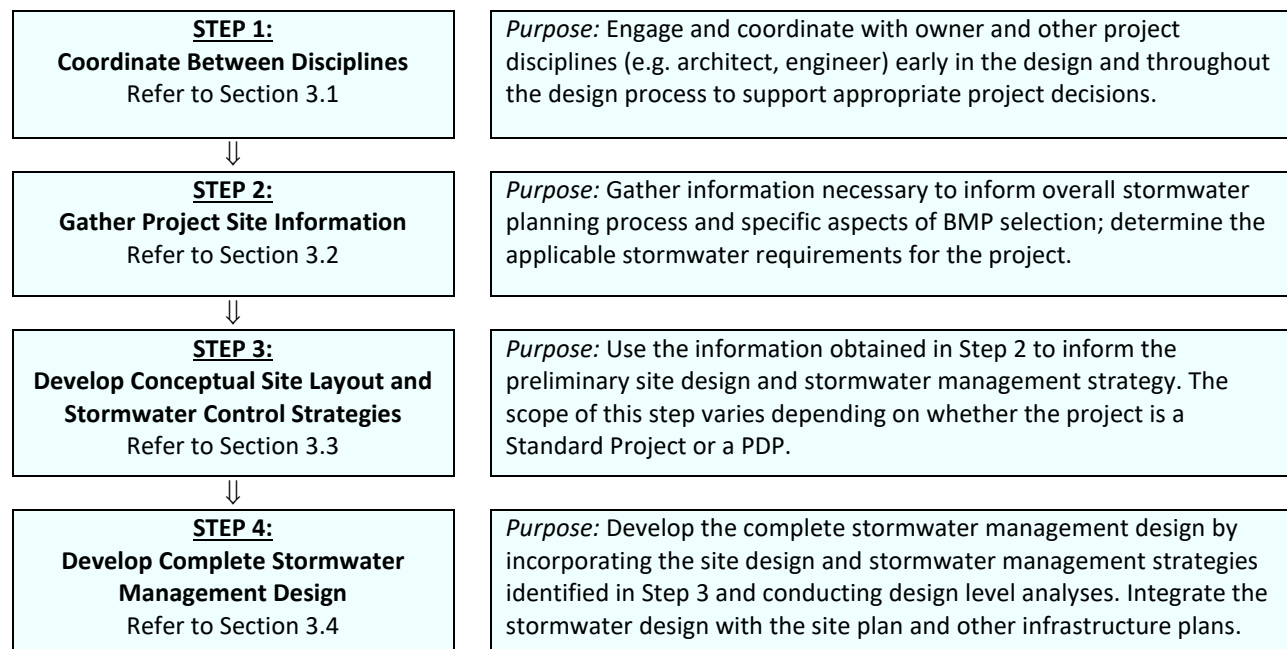 STEP 1:
Coordinate Between Disciplines
Refer to Section 3.1
Purpose: Engage and coordinate with owner and other project
disciplines (e.g. architect, engineer) early in the design and throughout
the design process to support appropriate project decisions.
⇓
STEP 2:
Gather Project Site Information
Refer to Section 3.2
Purpose: Gather information necessary to inform overall stormwater
planning process and specific aspects of BMP selection; determine the
applicable stormwater requirements for the project.
⇓
STEP 3:
Develop Conceptual Site Layout and
Stormwater Control Strategies
Refer to Section 3.3
Purpose: Use the information obtained in Step 2 to inform the
preliminary site design and stormwater management strategy. The
scope of this step varies depending on whether the project is a
Standard Project or a PDP.
⇓
STEP 4:
Develop Complete Stormwater
Management Design
Refer to Section 3.4
Purpose: Develop the complete stormwater management design by
incorporating the site design and stormwater management strategies
identified in Step 3 and conducting design level analyses. Integrate the
stormwater design with the site plan and other infrastructure plans.